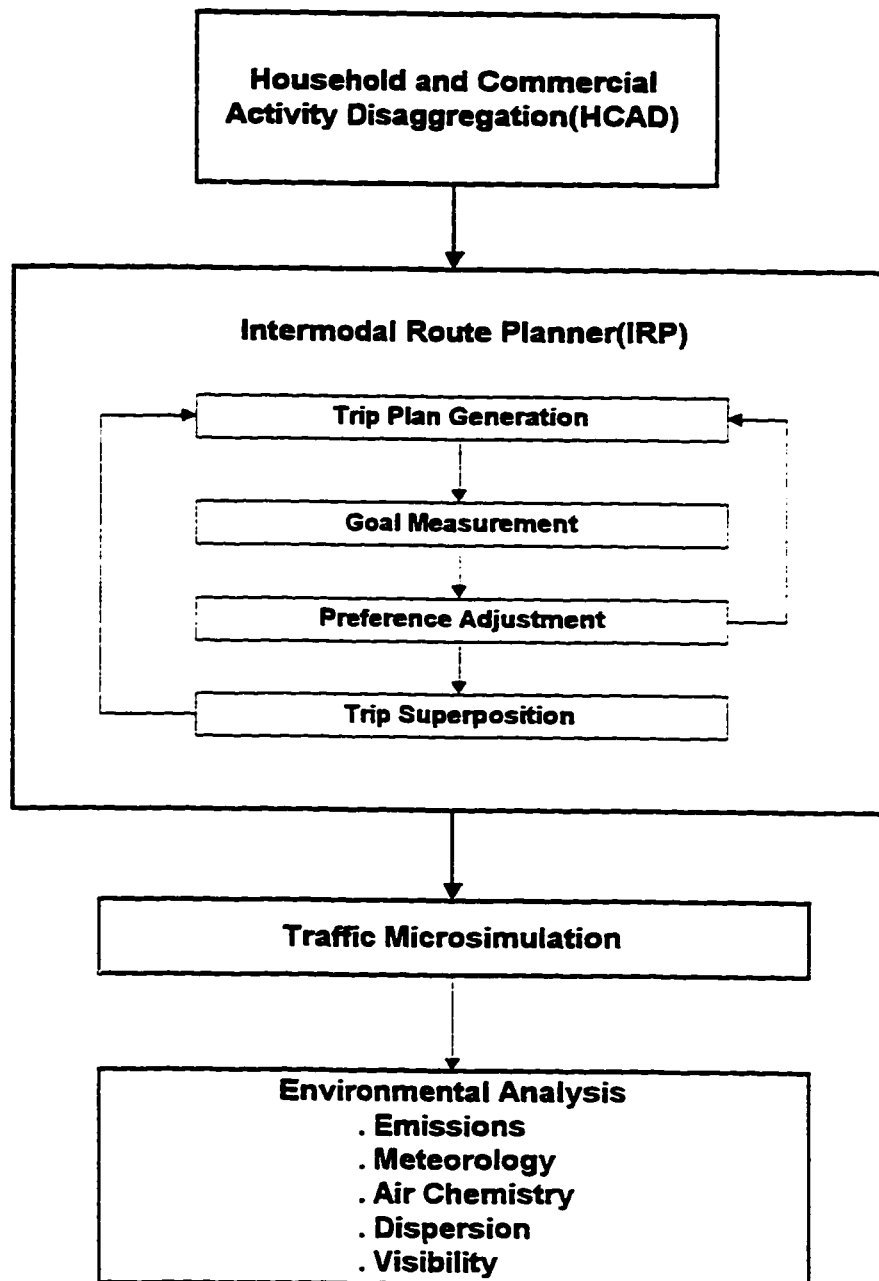 Household and Commercial
Activity Disaggregation(HCAD)
Intermodal Route Planner(IRP)
Trip Plan Generation
Goal Measurement
Preference Adjustment
Trip Superposition
Traffic Microsimulation
Environmental Analysis
. Emissions
. Meteorology
. Air Chemistry
. Dispersion
. Visibility